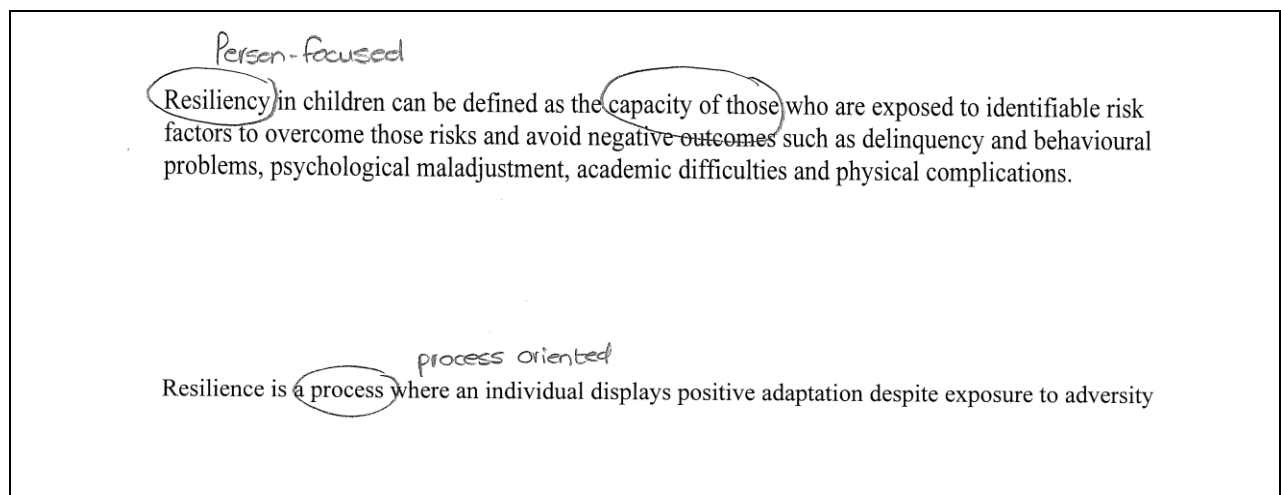 Person-focused
Resiliency in children can be defined as the capacity of those who are exposed to identifiable risk
factors to overcome those risks and avoid negative outcomes such as delinquency and behavioural
problems, psychological maladjustment, academic difficulties and physical complications.
process oriented
Resilience is a process where an individual displays positive adaptation despite exposure to adversity